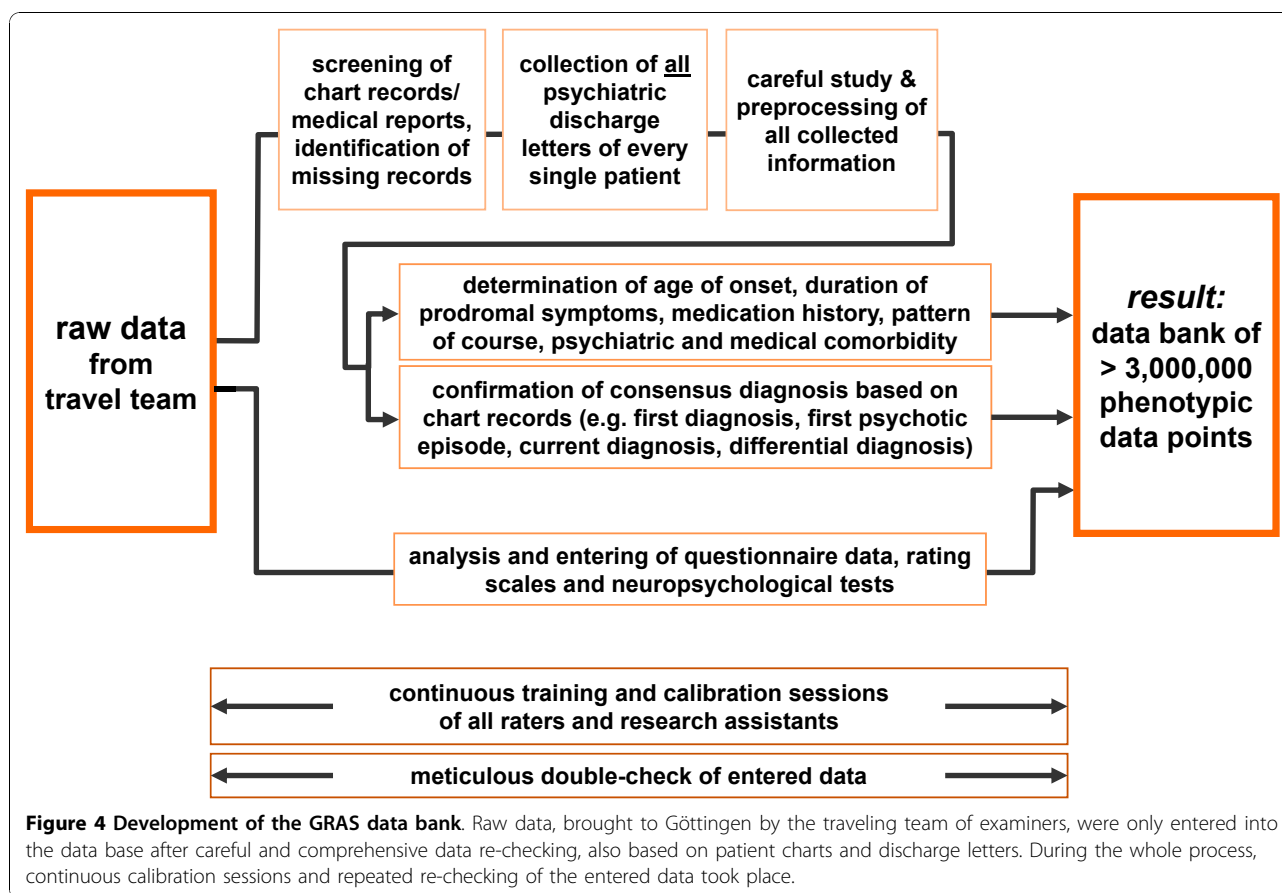 screening of
chart records/
medical reports,
identification of
missing records
collection of all
psychiatric
discharge
letters of every
single patient
careful study &
preprocessing of
all collected
information
raw data
from
travel team
determination of age of onset, duration of
prodromal symptoms, medication history, pattern
of course, psychiatric and medical comorbidity
confirmation of consensus diagnosis based on
chart records (e.g. first diagnosis, first psychotic
episode, current diagnosis, differential diagnosis)
analysis and entering of questionnaire data, rating
scales and neuropsychological tests
result:
data bank of
> 3,000,000
phenotypic
data points
continuous training and calibration sessions
of all raters and research assistants
meticulous double-check of entered data
Figure 4 Development of the GRAS data bank. Raw data, brought to Göttingen by the traveling team of examiners, were only entered into
the data base after careful and comprehensive data re-checking, also based on patient charts and discharge letters. During the whole process,
continuous calibration sessions and repeated re-checking of the entered data took place.